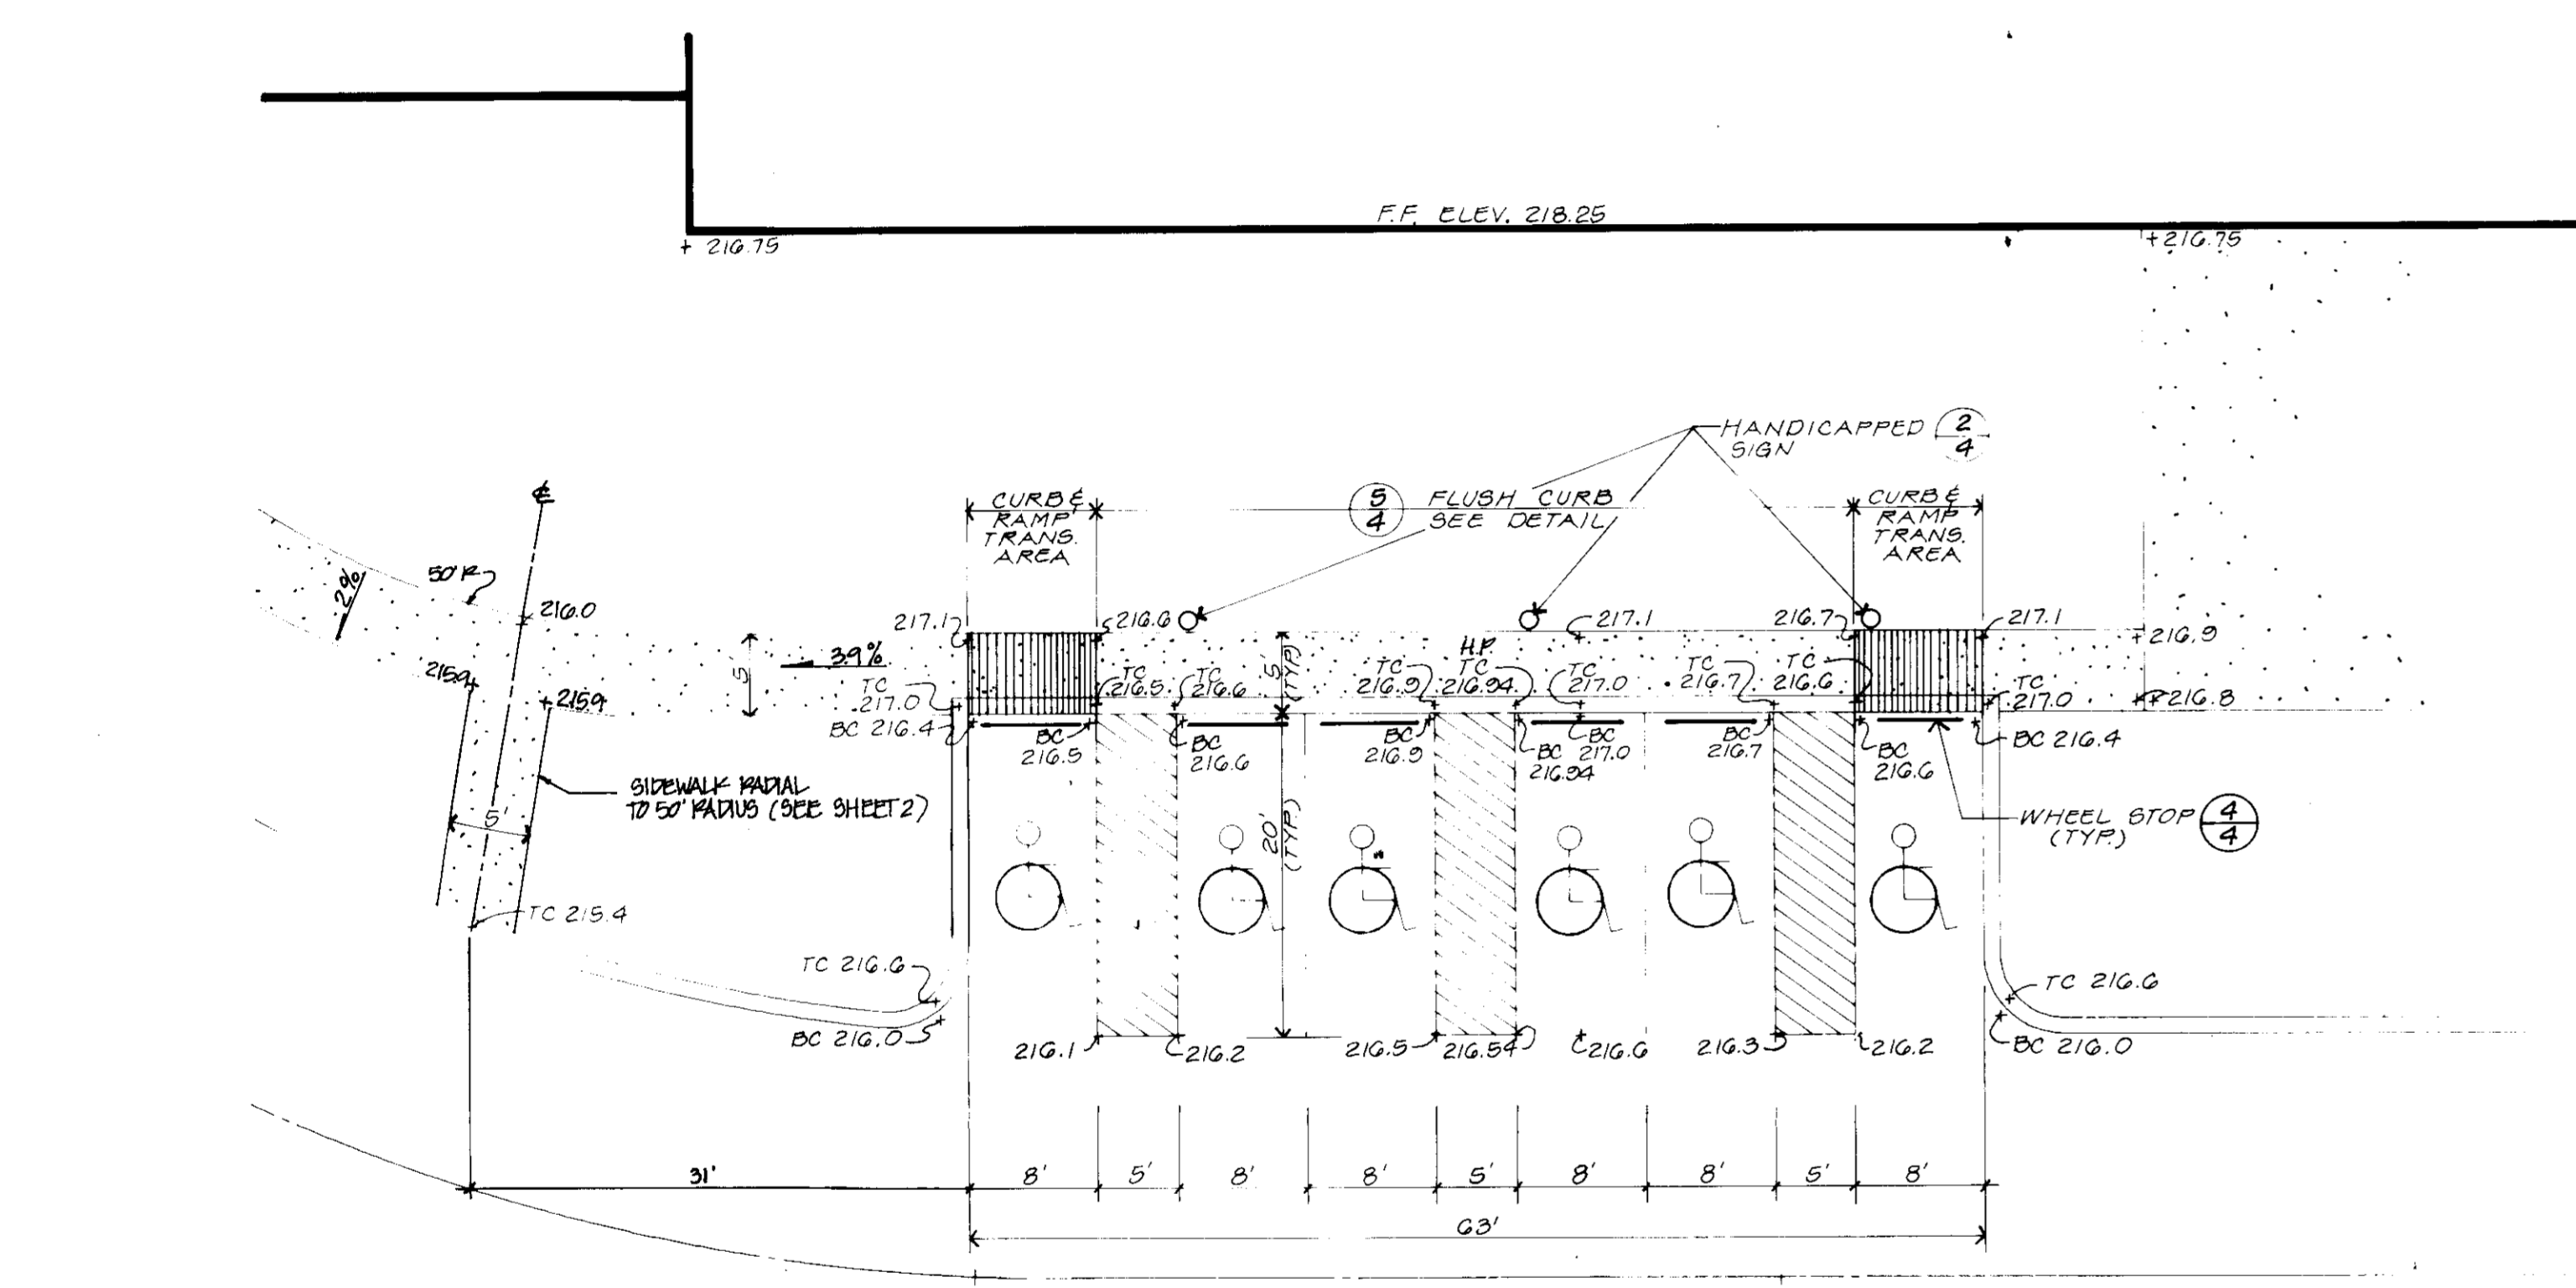 F.F. ELEV. 218.25
+ 216.75
+216.75
HANDICAPPED 2/4
SIGN
CURB &
RAMP
TRANS.
AREA
5/4 FLUSH CURB
SEE DETAIL
CURB &
RAMP
TRANS.
AREA
℄
50'R
2%
216.0
217.1
216.6
217.1
216.7
217.1
216.9
H.P.
3.9%
5'
5'
(TYP)
215.9
215.9
TC
217.0
BC 216.4
TC
216.5
TC
216.6
TC
216.9
TC
216.94
TC
217.0
TC
216.7
TC
216.6
TC
217.0
216.8
BC
216.5
BC
216.6
BC
216.9
BC
216.94
BC
217.0
BC
216.7
BC
216.6
BC 216.4
SIDEWALK RADIAL
TO 50' RADIUS (SEE SHEET 2)
5'
20'
(TYP.)
WHEEL STOP 4/4
(TYP.)
TC 215.4
TC 216.6
BC 216.0
TC 216.6
BC 216.0
216.1
216.2
216.5
216.54
216.6
216.3
216.2
31'
8'
5'
8'
8'
5'
8'
8'
5'
8'
63'